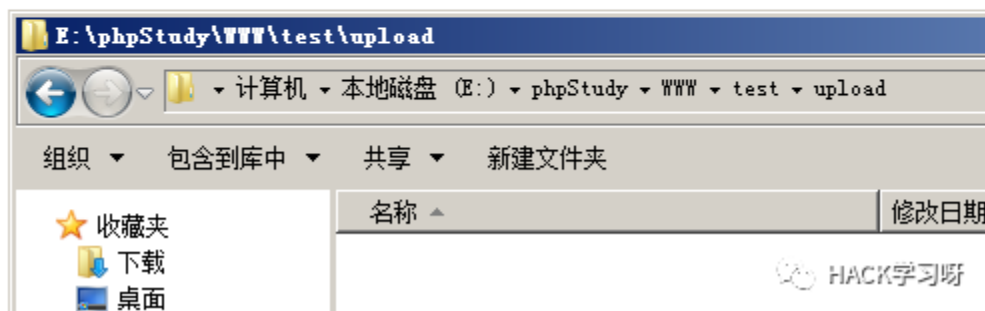 E:\phpStudy\WWW\test\upload
计算机 本地磁盘 (E:) phpStudy WWW test upload
组织 包含到库中 共享 新建文件夹
收藏夹 名称 修改日期
下载
桌面
HACK学习呀